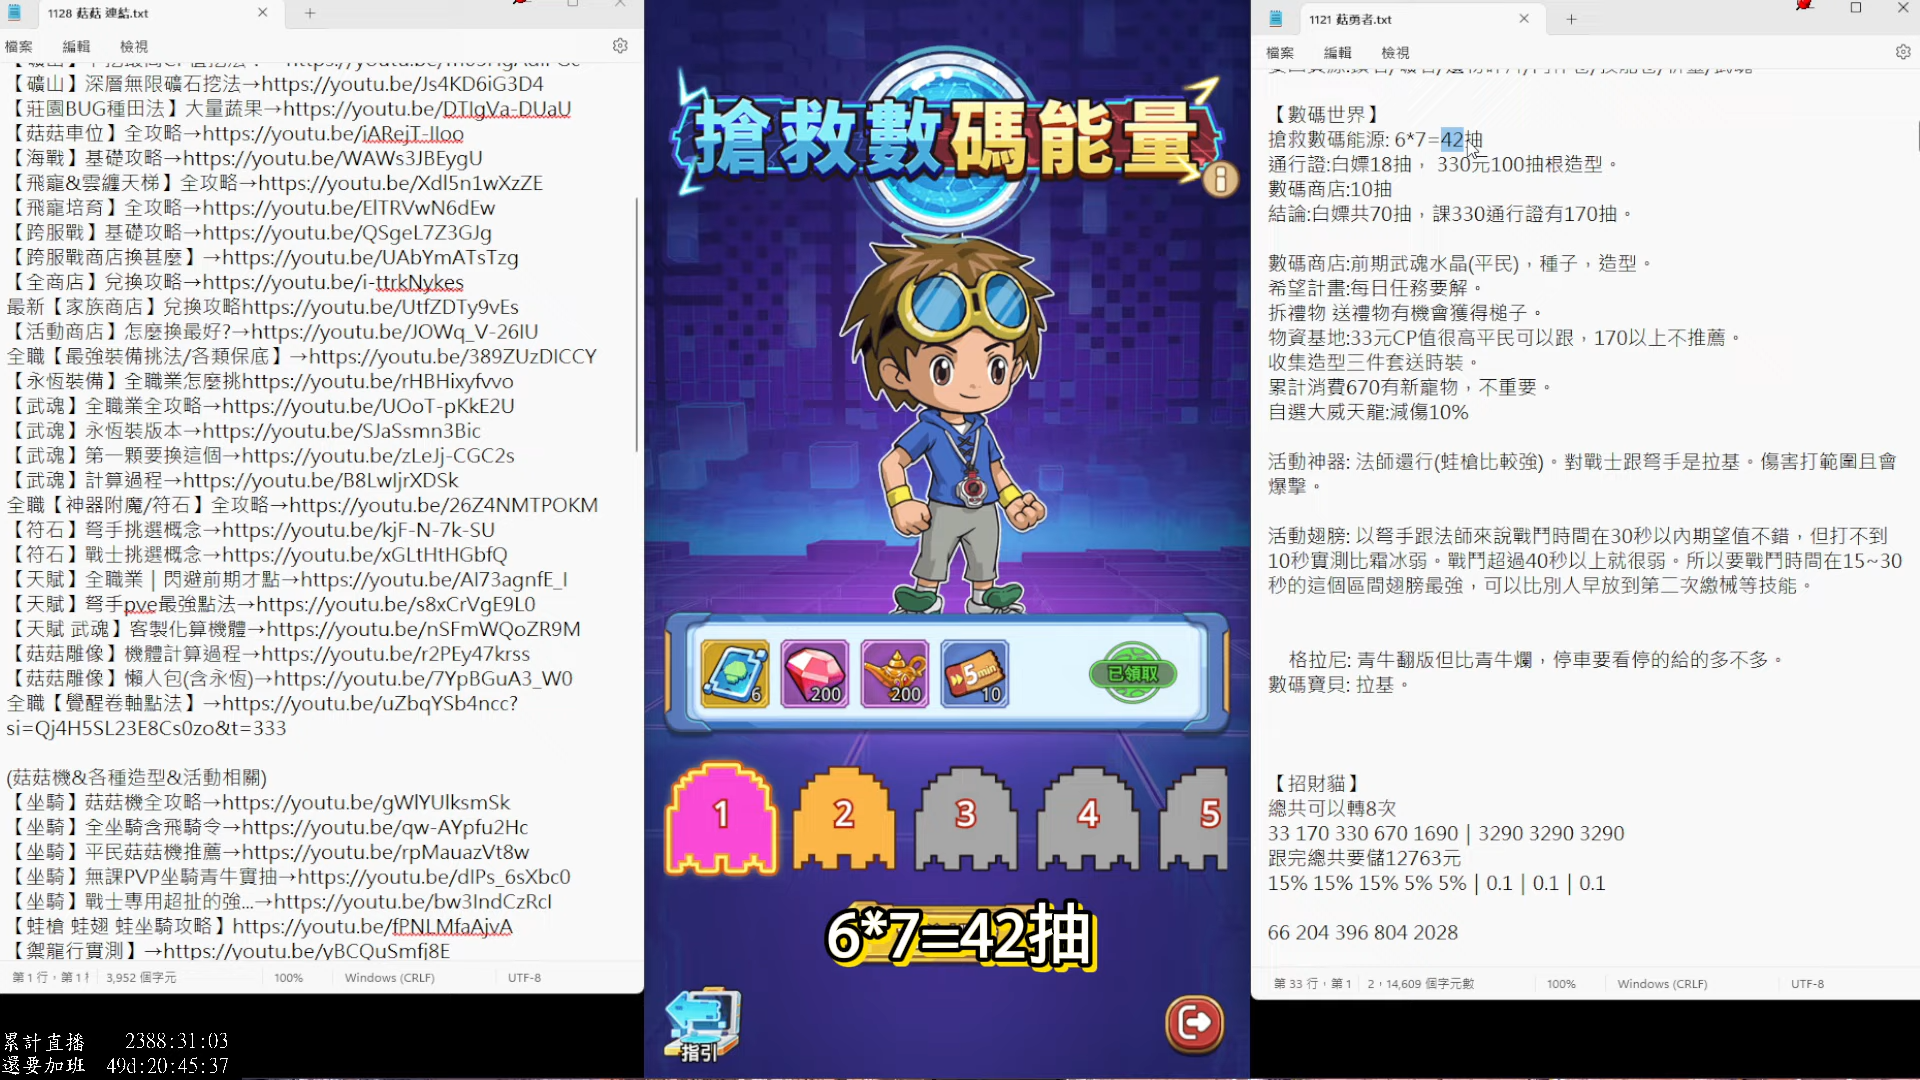 1128 菇菇 連結.txt
檔案 編輯 檢視
【礦山】深層無限礦石挖法→https://youtu.be/Js4KD6iG3D4
【莊園BUG種田法】大量蔬果→https://youtu.be/DTlgVa-DUaU
【菇菇車位】全攻略→https://youtu.be/jARejT-lIoo
【海戰】基礎攻略→https://youtu.be/WAWs3JBEygU
【飛寵&雲纏天梯】全攻略→https://youtu.be/Xdl5n1wXzZE
【飛寵培育】全攻略→https://youtu.be/ElTRVwN6dEw
【跨服戰】基礎攻略→https://youtu.be/QSgeL7Z3GJg
【跨服戰商店換甚麼】→https://youtu.be/UAbYmATsTzg
【全商店】兌換攻略→https://youtu.be/i-ttrkNykes
最新【家族商店】兌換攻略https://youtu.be/UtfZDTy9vEs
【活動商店】怎麼換最好?→https://youtu.be/JOWq_V-26IU
全職【最強裝備挑法/各類保底】→https://youtu.be/389ZUzDICCY
【永恆裝備】全職業怎麼挑https://youtu.be/rHBHixyfvvo
【武魂】全職業全攻略→https://youtu.be/UOoT-pKkE2U
【武魂】永恆裝版本→https://youtu.be/SJaSsmn3Bic
【武魂】第一顆要換這個→https://youtu.be/zLeJj-CGC2s
【武魂】計算過程→https://youtu.be/B8LwIjrXDSk
全職【神器附魔/符石】全攻略→https://youtu.be/26Z4NMTPOKM
【符石】弩手挑選概念→https://youtu.be/kjF-N-7k-SU
【符石】戰士挑選概念→https://youtu.be/xGLtHtHGbfQ
【天賦】全職業｜閃避前期才點→https://youtu.be/AI73agnfE_I
【天賦】弩手pve最強點法→https://youtu.be/s8xCrVgE9L0
【天賦 武魂】客製化算機體→https://youtu.be/nSFmWQoZR9M
【菇菇雕像】機體計算過程→https://youtu.be/r2PEy47krss
【菇菇雕像】懶人包(含永恆)→https://youtu.be/7YpBGuA3_W0
全職【覺醒卷軸點法】→https://youtu.be/uZbqYSb4ncc?
si=Qj4H5SL23E8Cs0zo&t=333
(菇菇機&各種造型&活動相關)
【坐騎】菇菇機全攻略→https://youtu.be/gWlYUlksmSk
【坐騎】全坐騎含飛騎令→https://youtu.be/qw-AYpfu2Hc
【坐騎】平民菇菇機推薦→https://youtu.be/rpMauazVt8w
【坐騎】無課PVP坐騎青牛實抽→https://youtu.be/dIPs_6sXbc0
【坐騎】戰士專用超扯的強...→https://youtu.be/bw3IndCzRcI
【蛙槍 蛙翅 蛙坐騎攻略】https://youtu.be/fPNLMfaAjvA
【禦龍行實測】→https://youtu.be/yBCQuSmfj8E
第 1 行，第 1 3,952 個字元 100% Windows (CRLF) UTF-8
累計直播 2388:31:03
還要加班 49d:20:45:37
搶救數碼能量
6
200
200
5min
10
已領取
1
2
3
4
5
6*7=42抽
指引
1121 菇勇者.txt
檔案 編輯 檢視
【數碼世界】
搶救數碼能源: 6*7=42抽
通行證:白嫖18抽， 330元100抽根造型。
數碼商店:10抽
結論:白嫖共70抽，課330通行證有170抽。
數碼商店:前期武魂水晶(平民)，種子，造型。
希望計畫:每日任務要解。
拆禮物 送禮物有機會獲得槌子。
物資基地:33元CP值很高平民可以跟，170以上不推薦。
收集造型三件套送時裝。
累計消費670有新寵物，不重要。
自選大威天龍:減傷10%
活動神器: 法師還行(蛙槍比較強)。對戰士跟弩手是拉基。傷害打範圍且會
爆擊。
活動翅膀: 以弩手跟法師來說戰鬥時間在30秒以內期望值不錯，但打不到
10秒實測比霜冰弱。戰鬥超過40秒以上就很弱。所以要戰鬥時間在15~30
秒的這個區間翅膀最強，可以比別人早放到第二次繳械等技能。
格拉尼: 青牛翻版但比青牛爛，停車要看停的給的多不多。
數碼寶貝: 拉基。
【招財貓】
總共可以轉8次
33 170 330 670 1690 | 3290 3290 3290
跟完總共要儲12763元
15% 15% 15% 5% 5% | 0.1 | 0.1 | 0.1
66 204 396 804 2028
第 33 行，第 1 2，14,609 個字元數 100% Windows (CRLF) UTF-8